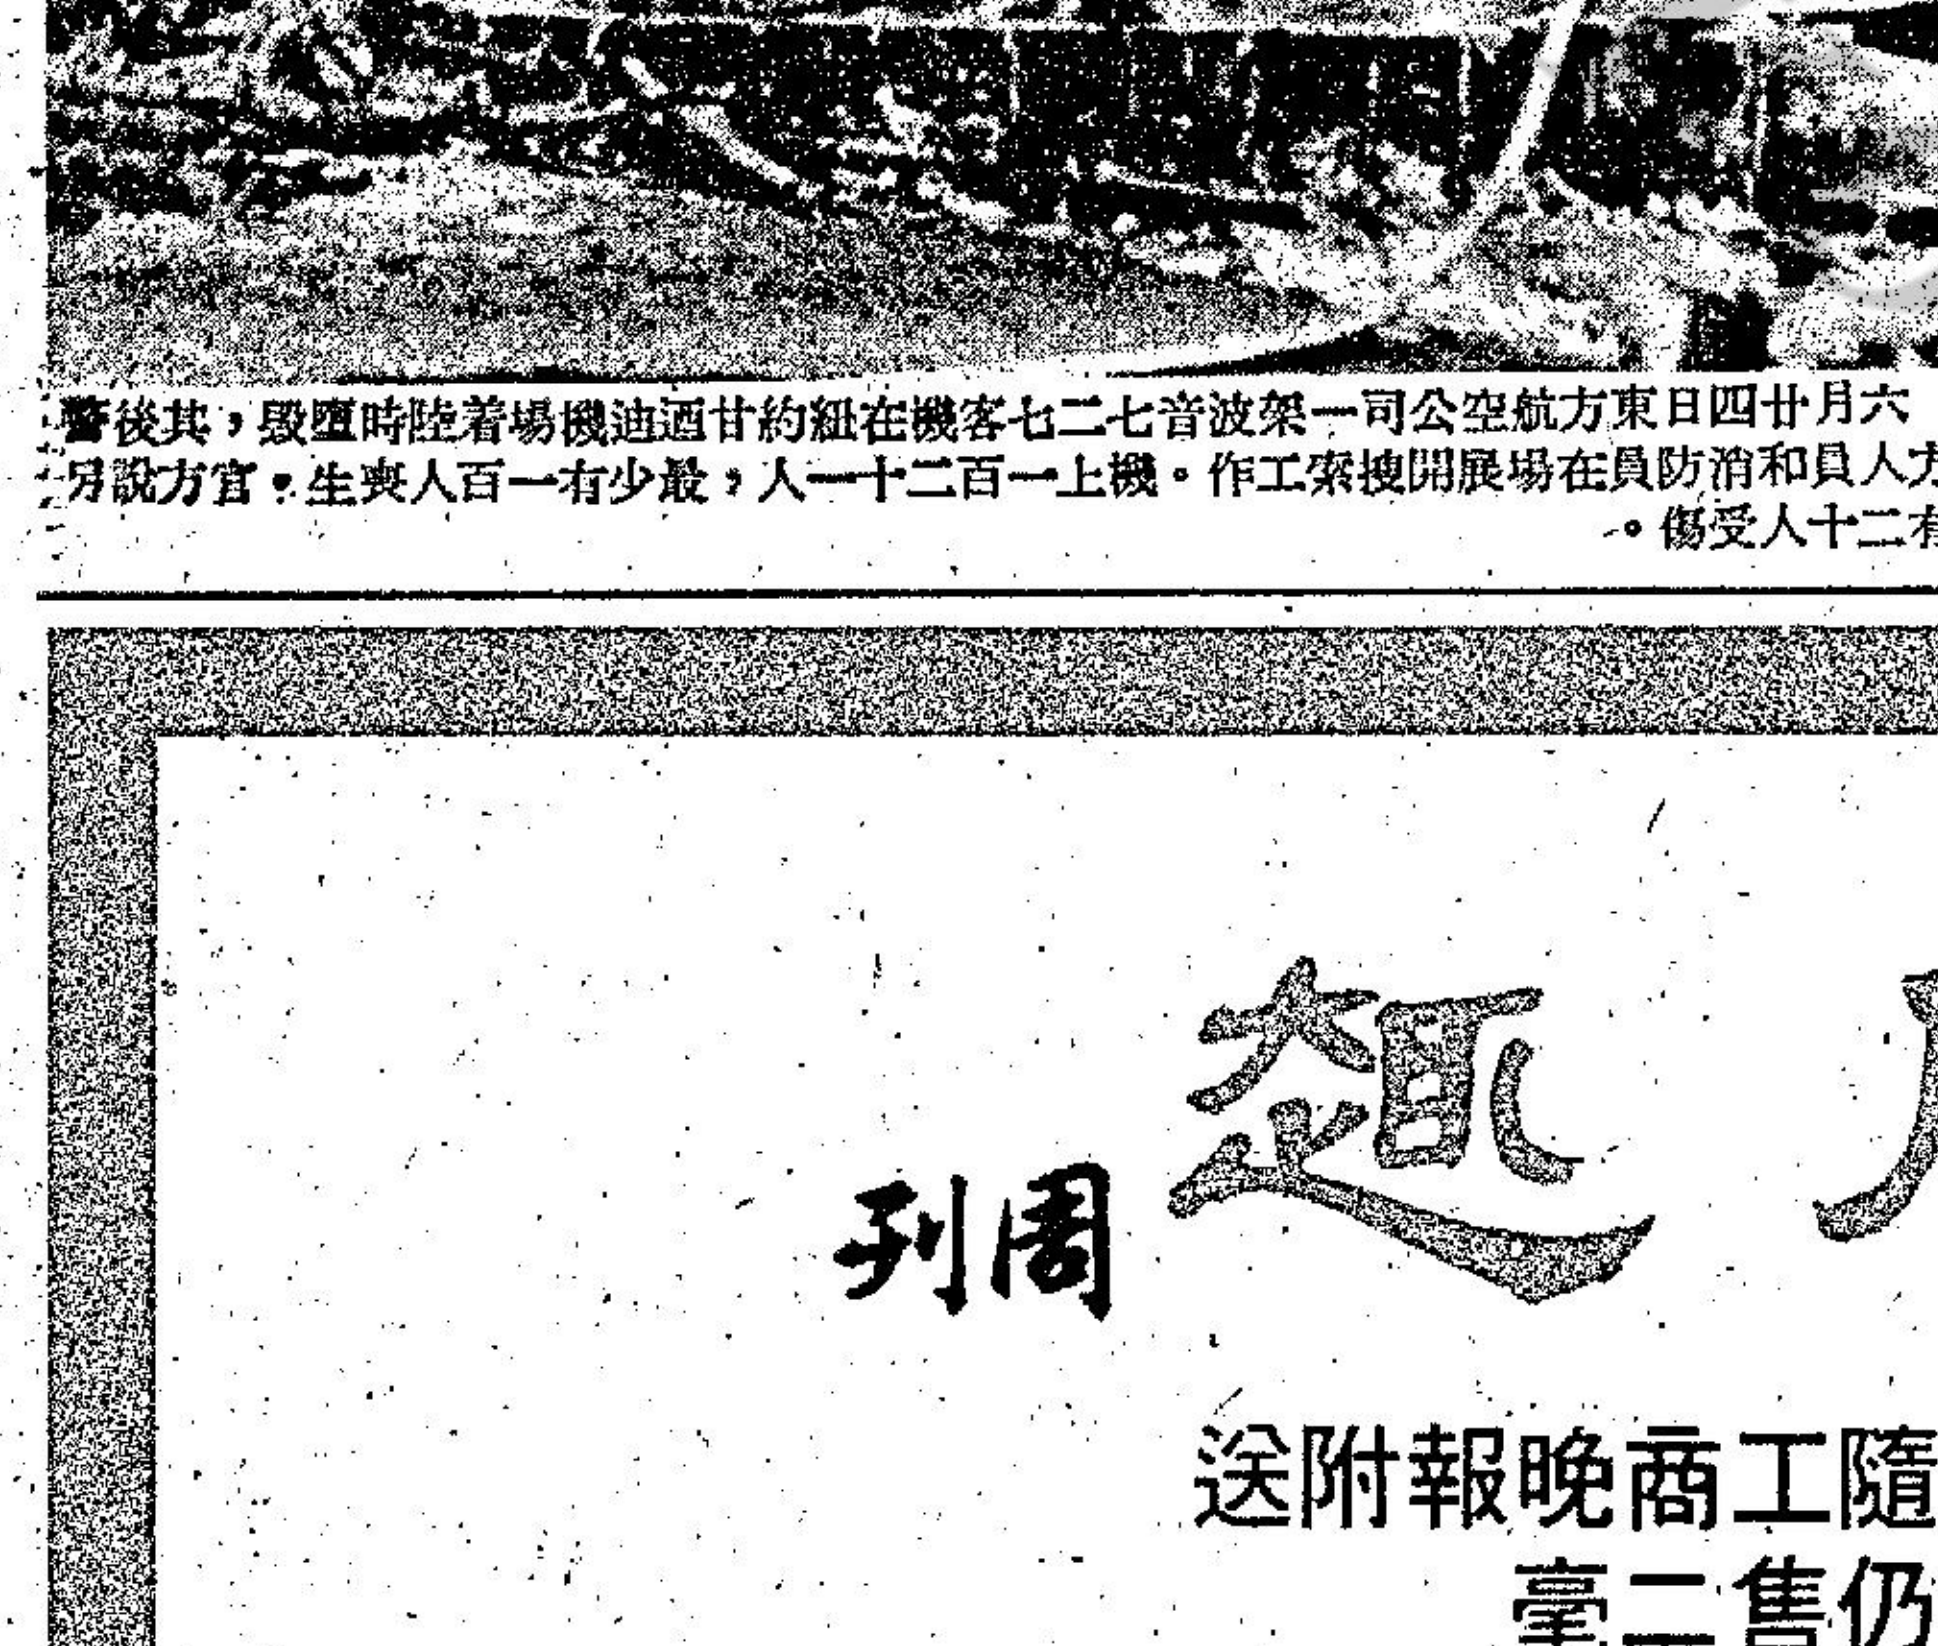 六月廿四日東方航空公司一架波音七二七客機在紐約甘迺迪機場着陸時墮毀，其後警
方人員和消防員在場展開搜索工作。機上一百二十一人，最少有一百人喪生。官方說另
有二十人受傷。
趣
周刊
隨工商晚報附送
仍售二毫